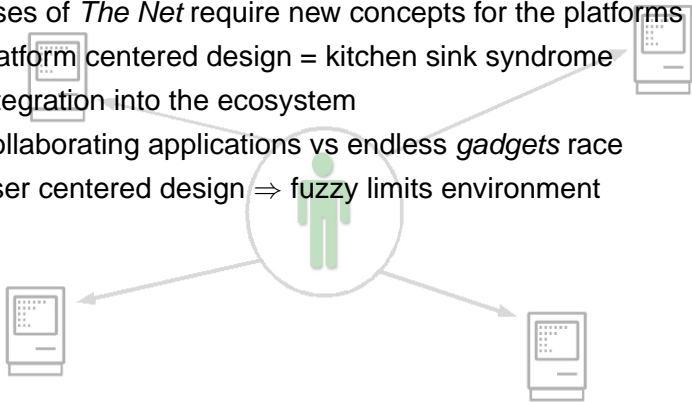 ses of The Net require new concepts for the platforms
atform centered design = kitchen sink syndrome
tegration into the ecosystem
ollaborating applications vs endless gadgets race
ser centered design ⇒ fuzzy limits environment